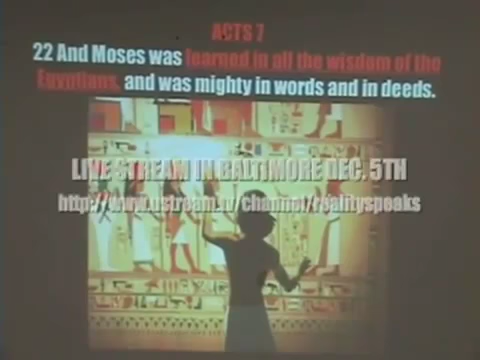 ACTS 7
22 And Moses was learned in all the wisdom of the
Egyptians, and was mighty in words and in deeds.
LIVE STREAM IN BALTIMORE DEC. 5TH
http://www.ustream.tv/channel/realityspeaks